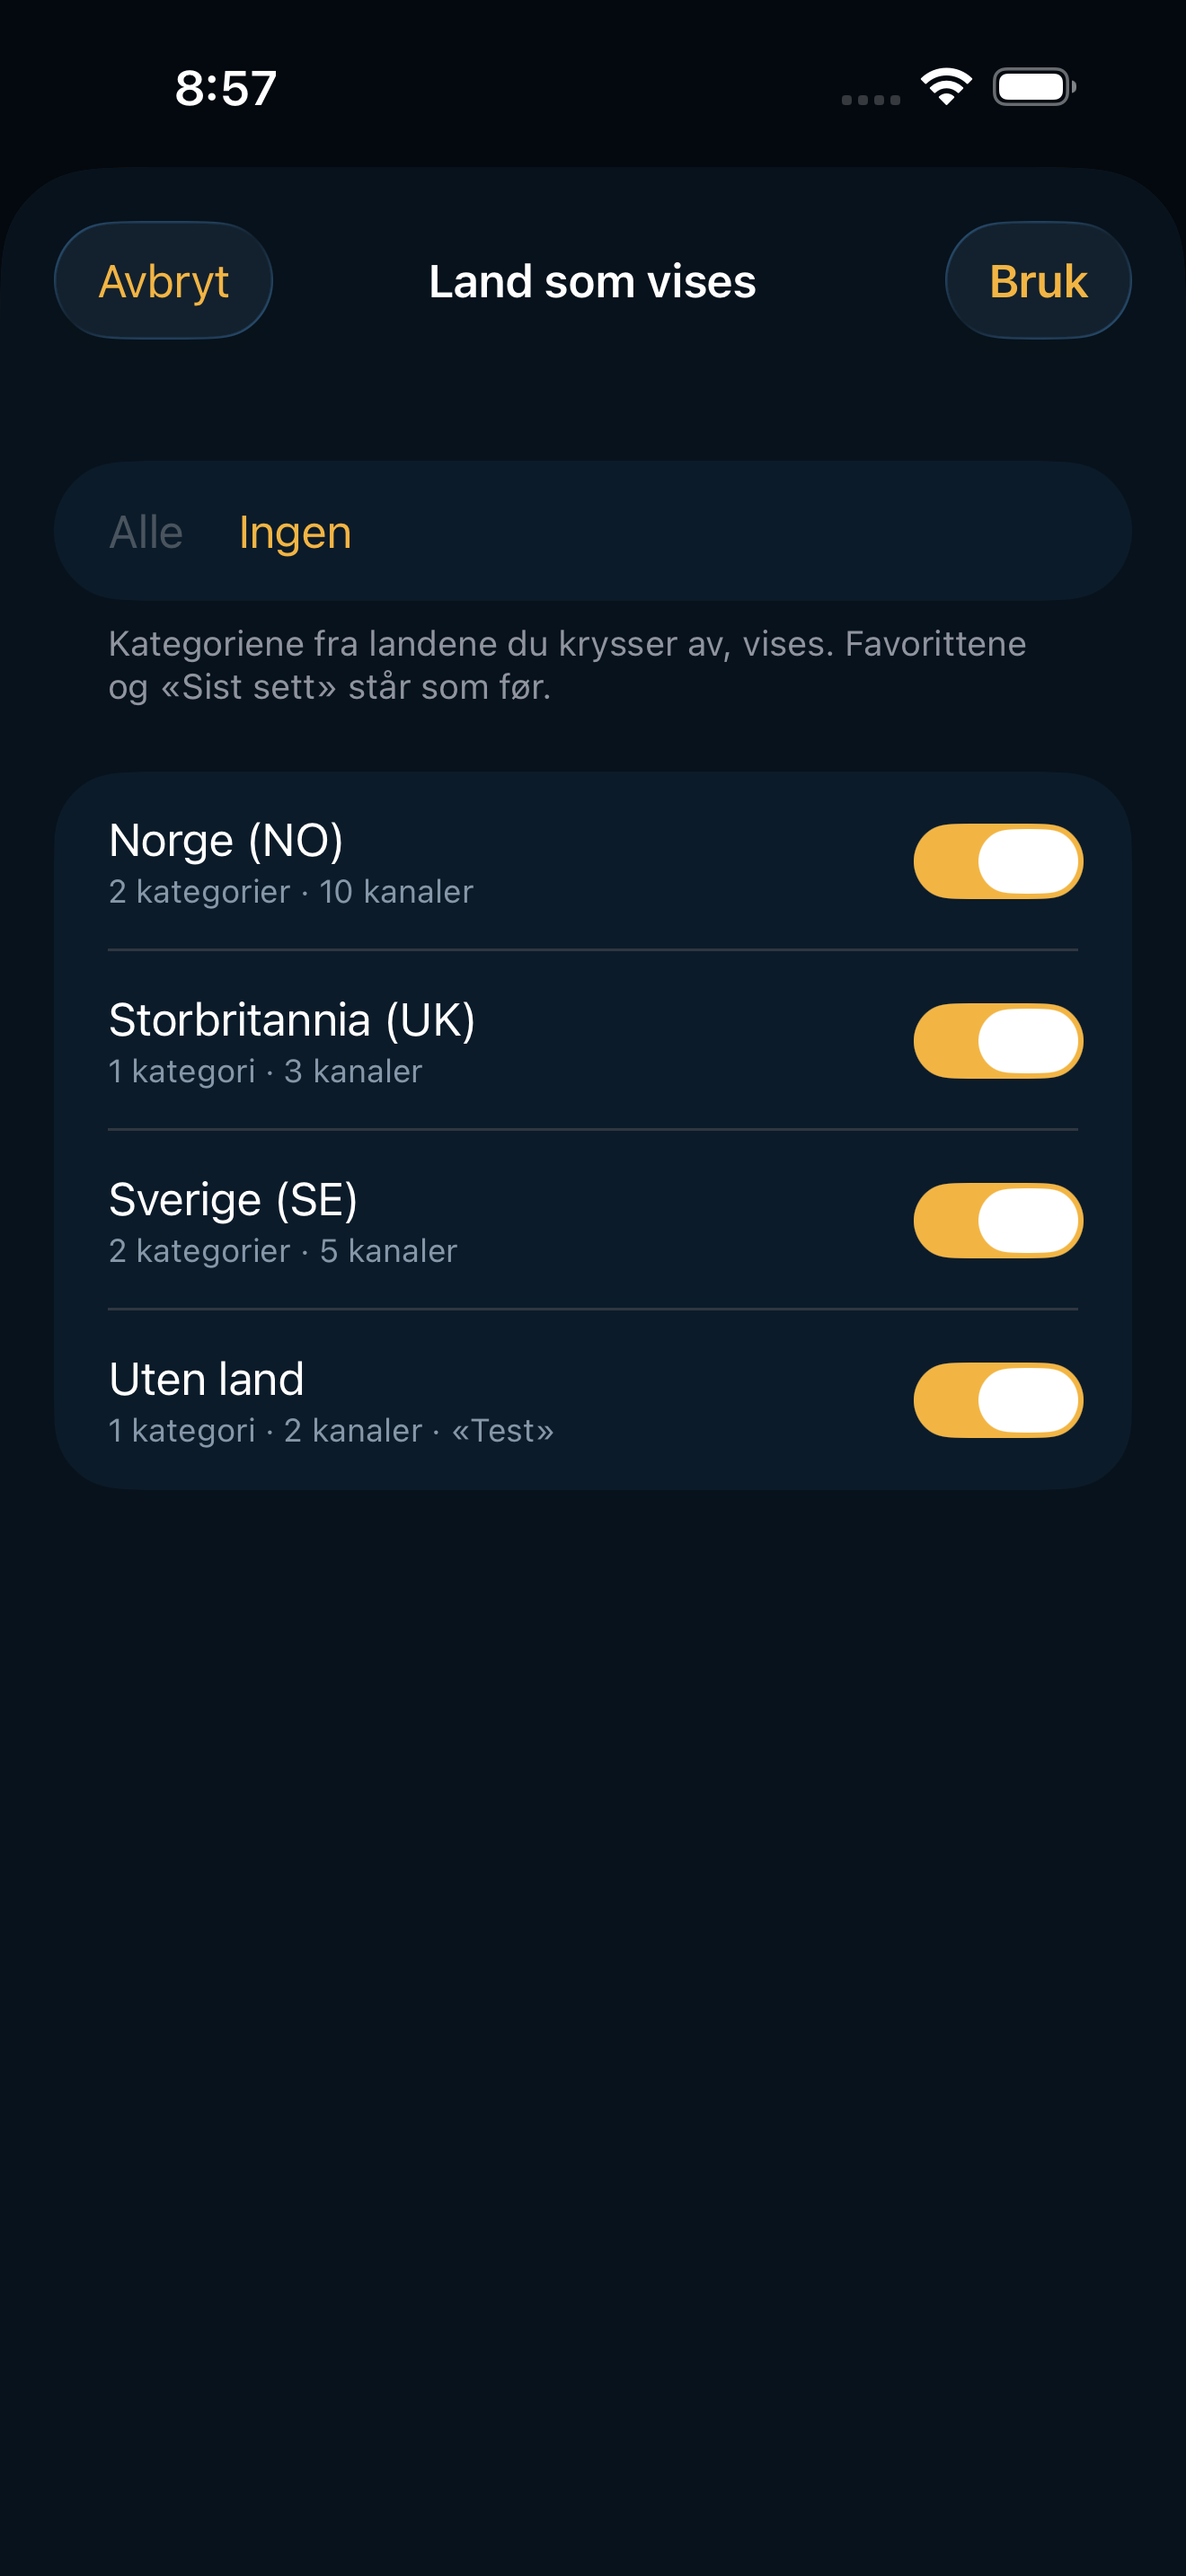 8:57
Avbryt
Land som vises
Bruk
Alle
Ingen
Kategoriene fra landene du krysser av, vises. Favorittene
og «Sist sett» står som før.
Norge (NO)
2 kategorier · 10 kanaler
Storbritannia (UK)
1 kategori · 3 kanaler
Sverige (SE)
2 kategorier · 5 kanaler
Uten land
1 kategori · 2 kanaler · «Test»